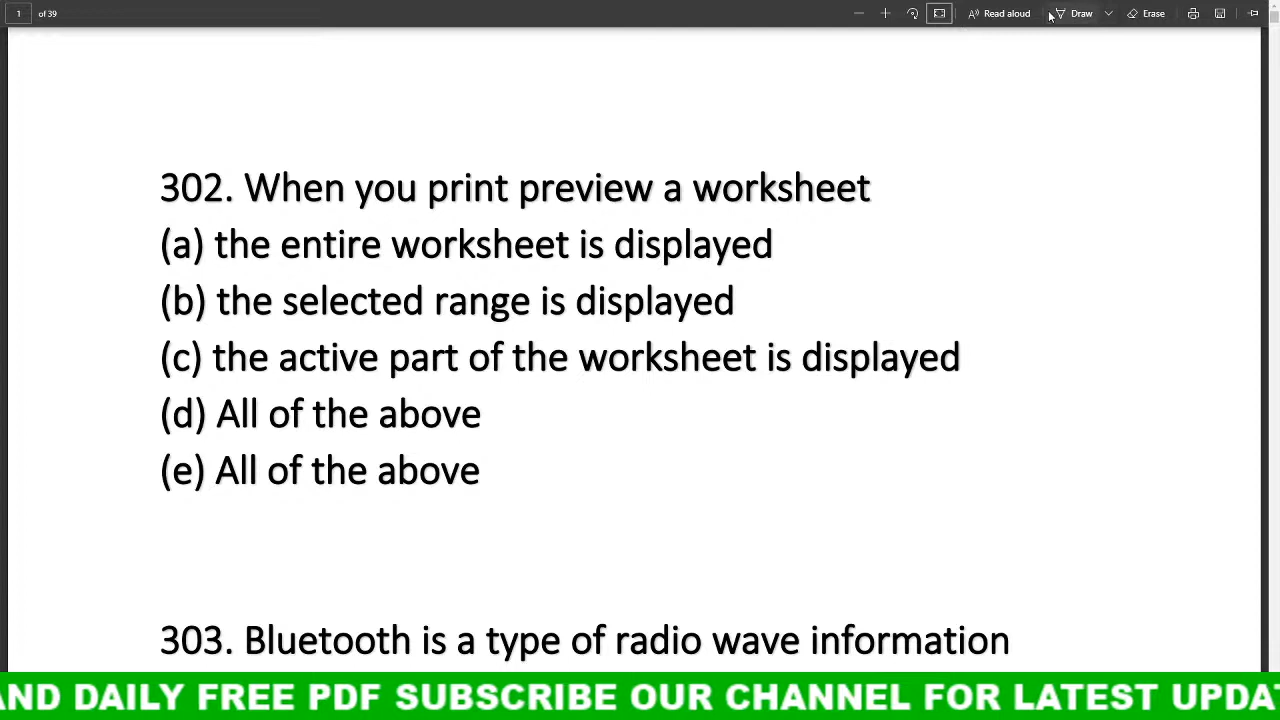 1 of 39 Read aloud Draw Erase
302. When you print preview a worksheet
(a) the entire worksheet is displayed
(b) the selected range is displayed
(c) the active part of the worksheet is displayed
(d) All of the above
(e) All of the above
303. Bluetooth is a type of radio wave information
AND DAILY FREE PDF SUBSCRIBE OUR CHANNEL FOR LATEST UPDA